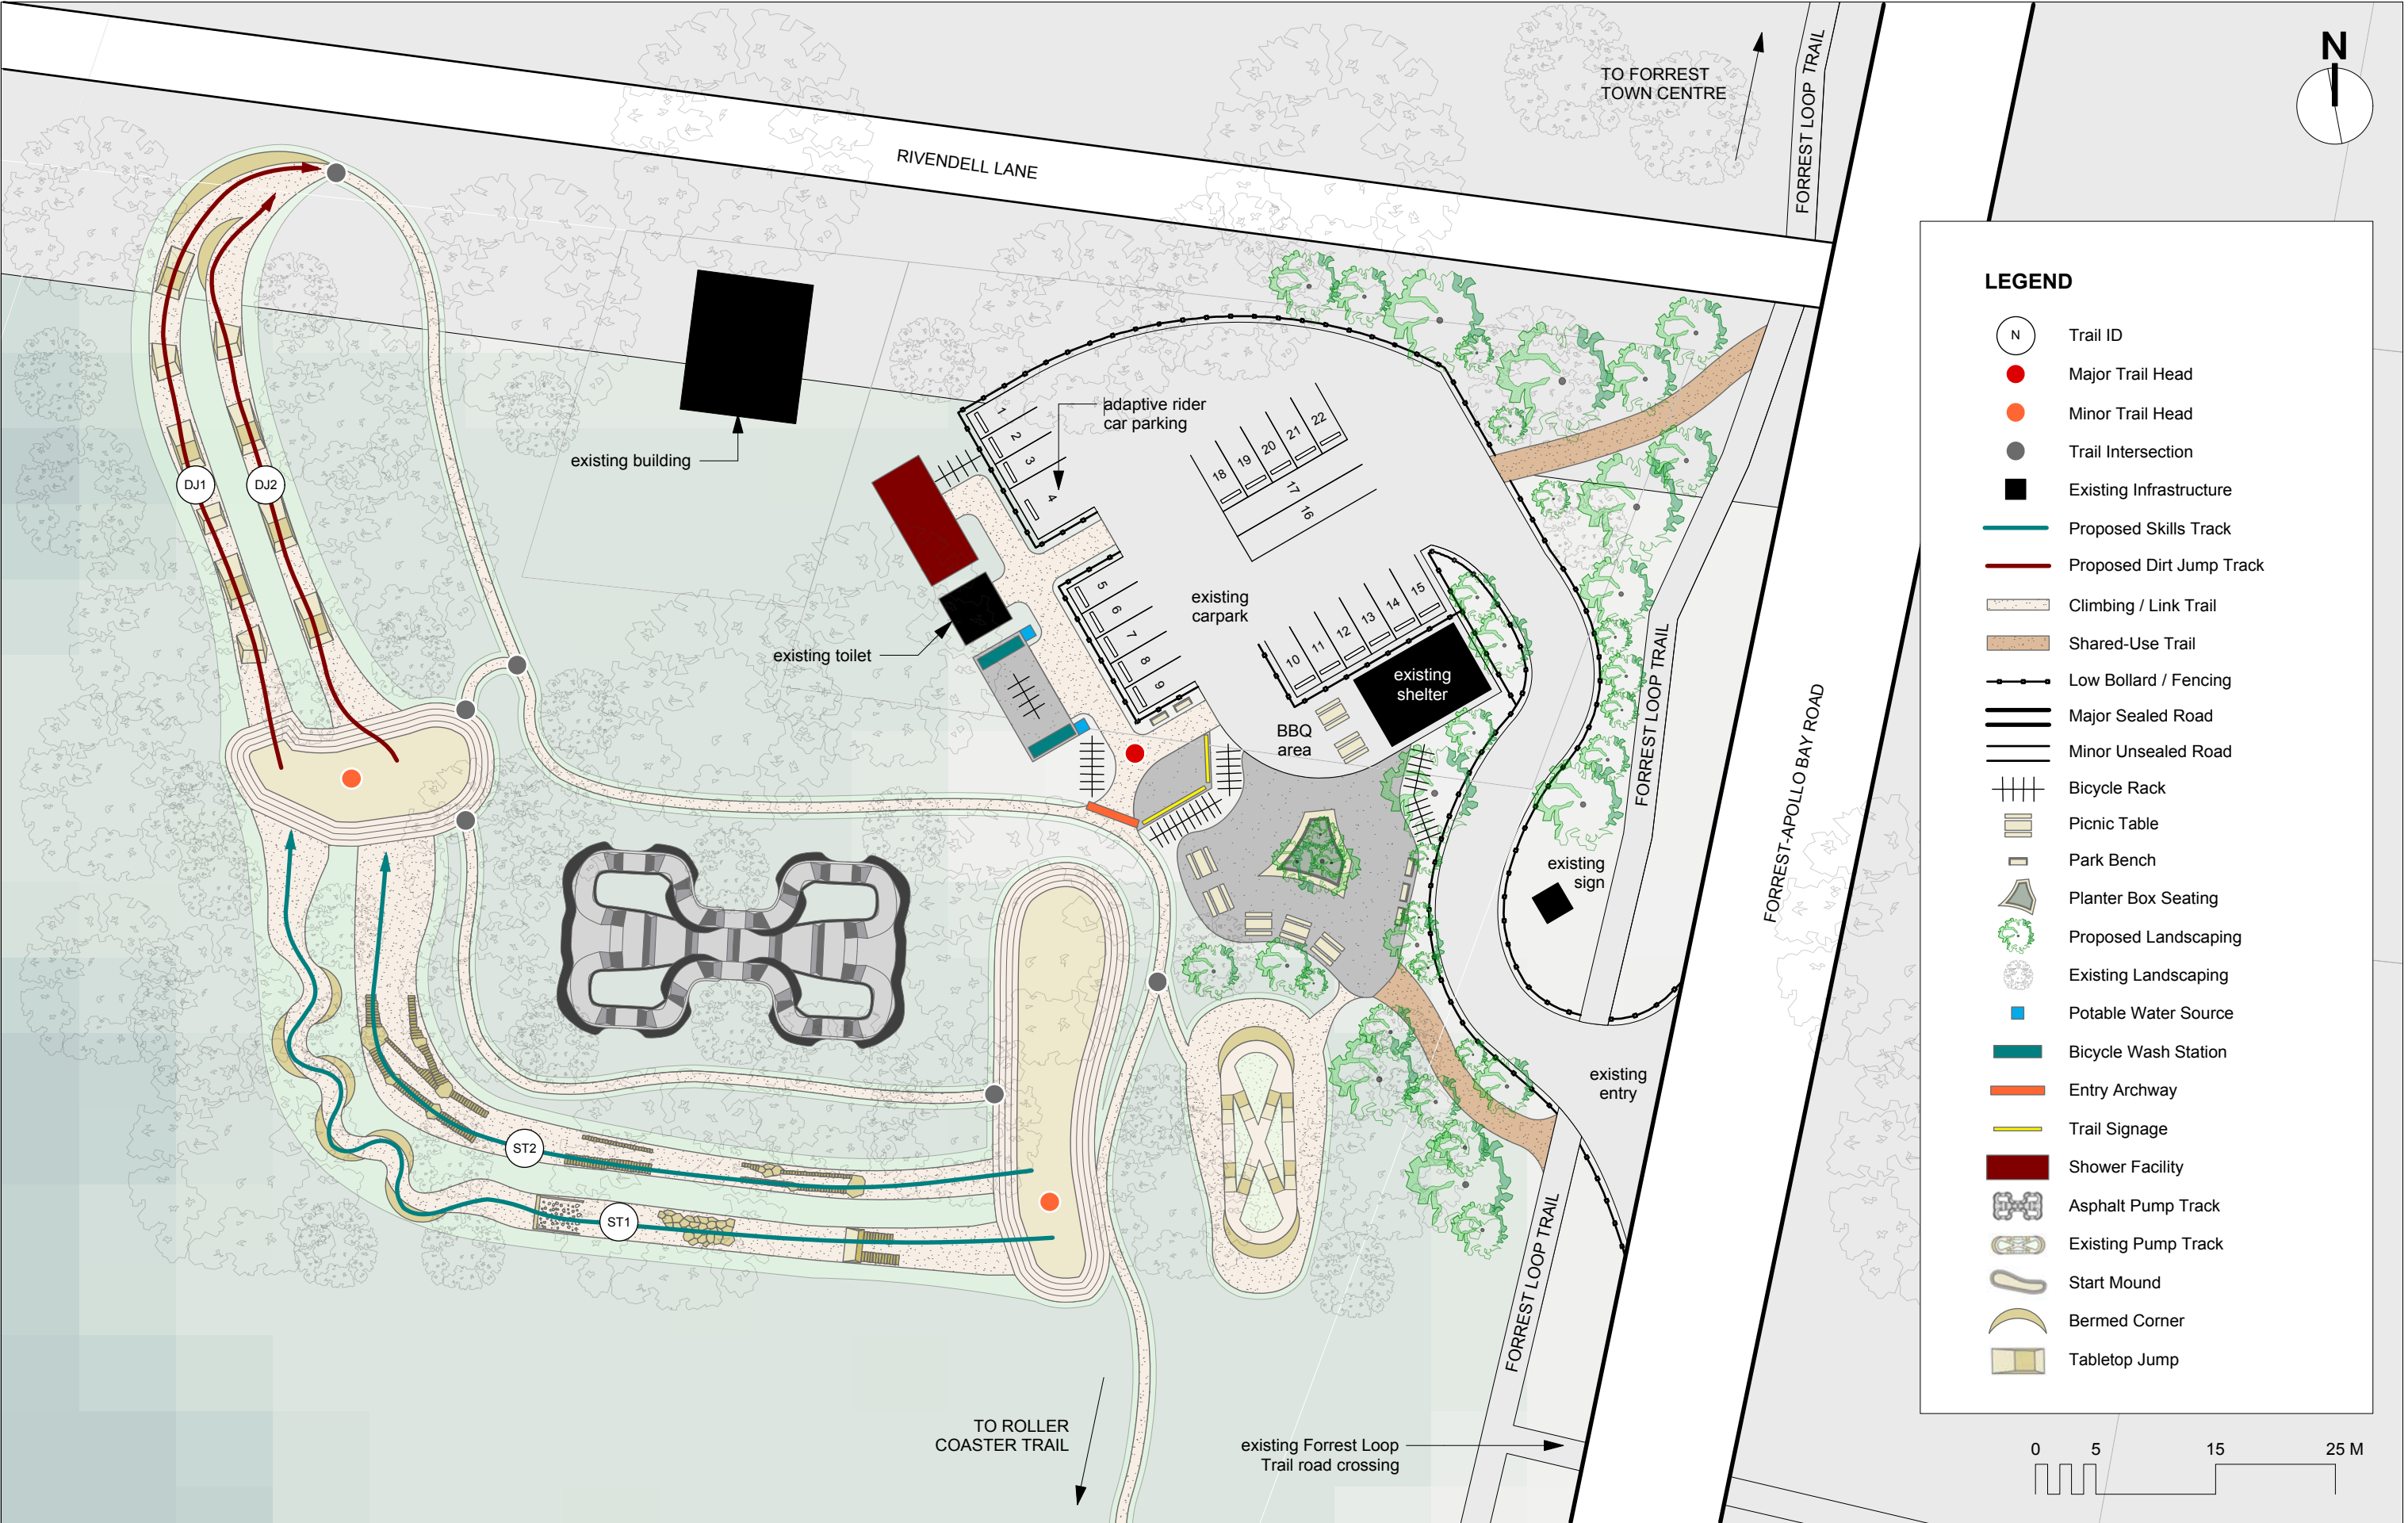 RIVENDELL LANE
TO FORREST
TOWN CENTRE
FORREST LOOP TRAIL
N
existing building
adaptive rider
car parking
1
2
3
4
5
6
7
8
9
10
11
12
13
14
15
16
17
18
19
20
21
22
existing
carpark
existing toilet
existing
shelter
BBQ
area
DJ1
DJ2
FORREST LOOP TRAIL
FORREST-APOLLO BAY ROAD
existing
sign
existing
entry
ST2
ST1
FORREST LOOP TRAIL
TO ROLLER
COASTER TRAIL
existing Forrest Loop
Trail road crossing
LEGEND
N
Trail ID
Major Trail Head
Minor Trail Head
Trail Intersection
Existing Infrastructure
Proposed Skills Track
Proposed Dirt Jump Track
Climbing / Link Trail
Shared-Use Trail
Low Bollard / Fencing
Major Sealed Road
Minor Unsealed Road
Bicycle Rack
Picnic Table
Park Bench
Planter Box Seating
Proposed Landscaping
Existing Landscaping
Potable Water Source
Bicycle Wash Station
Entry Archway
Trail Signage
Shower Facility
Asphalt Pump Track
Existing Pump Track
Start Mound
Bermed Corner
Tabletop Jump
0 5 15 25 M